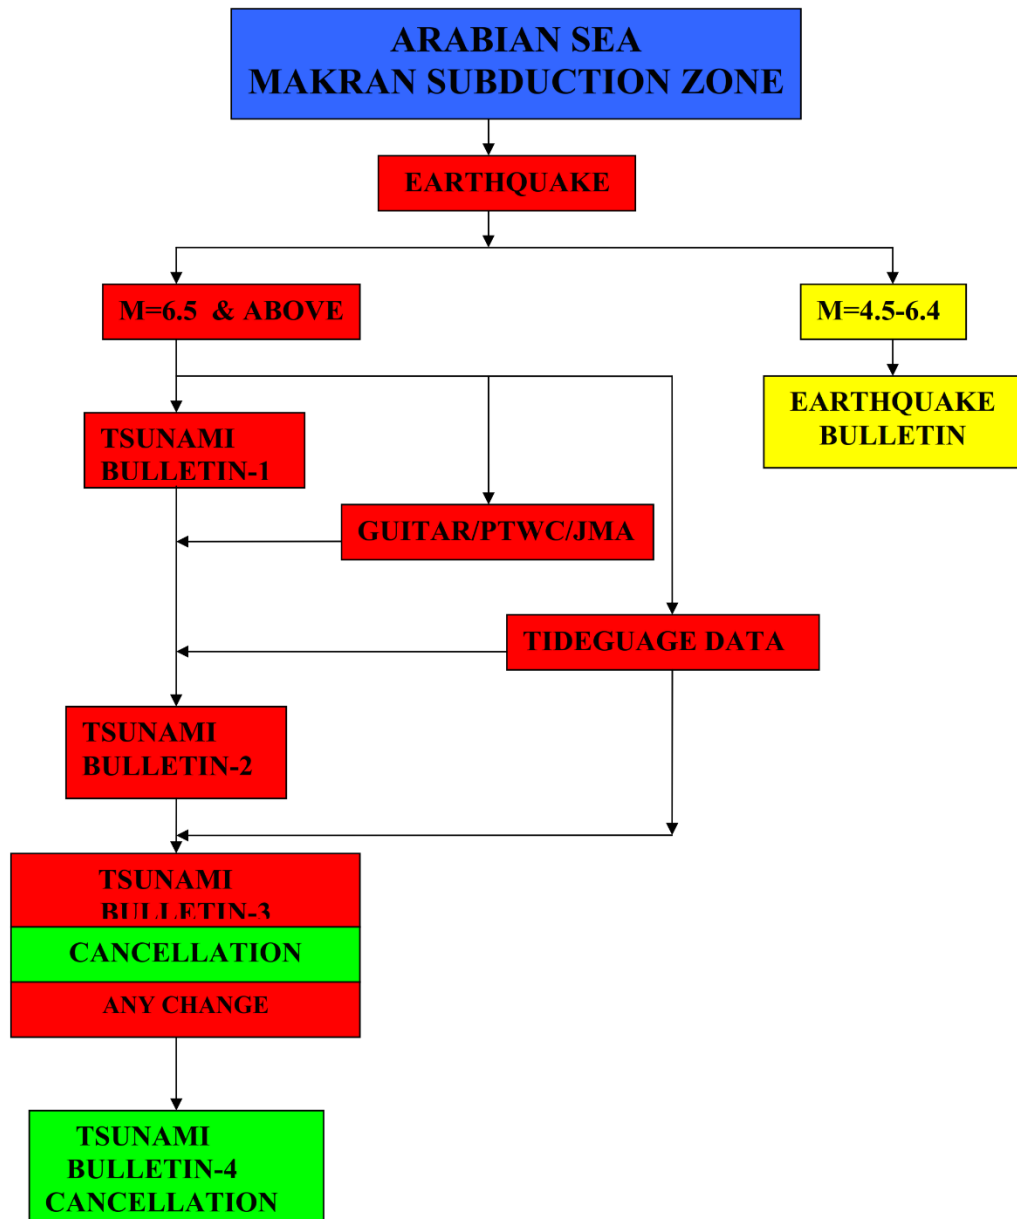 ARABIAN SEA
MAKRAN SUBDUCTION ZONE
EARTHQUAKE
M=6.5 & ABOVE
M=4.5-6.4
EARTHQUAKE
BULLETIN
TSUNAMI
BULLETIN-1
GUITAR/PTWC/JMA
TIDEGUAGE DATA
TSUNAMI
BULLETIN-2
TSUNAMI
BULLETIN-3
CANCELLATION
ANY CHANGE
TSUNAMI
BULLETIN-4
CANCELLATION